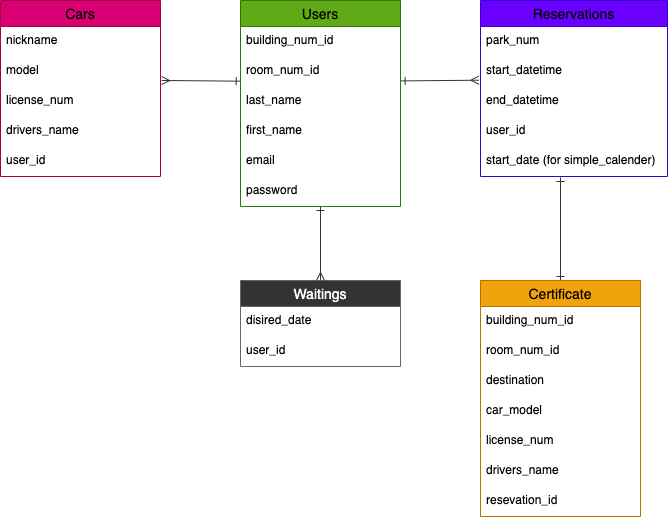 Cars
nickname
model
license_num
drivers_name
user_id
Users
building_num_id
room_num_id
last_name
first_name
email
password
Reservations
park_num
start_datetime
end_datetime
user_id
start_date (for simple_calender)
Waitings
disired_date
user_id
Certificate
building_num_id
room_num_id
destination
car_model
license_num
drivers_name
resevation_id